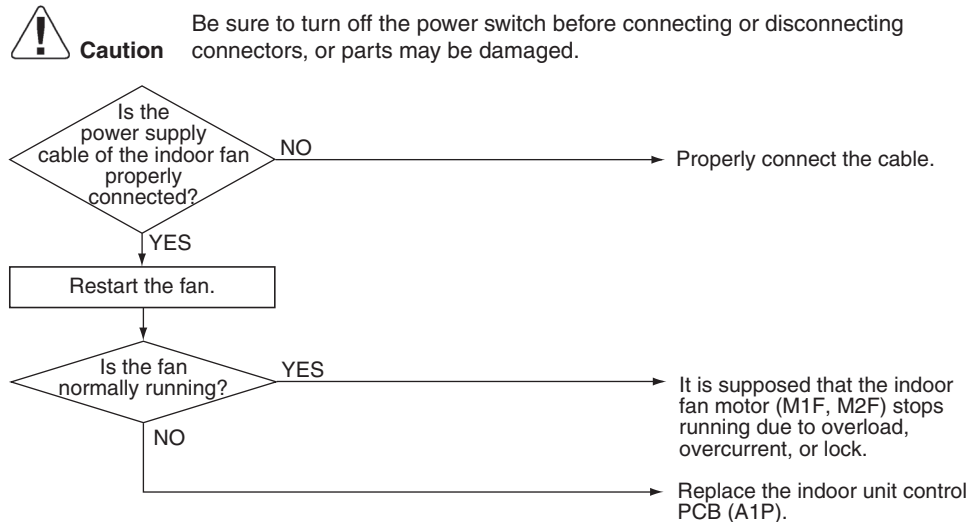 Be sure to turn off the power switch before connecting or disconnecting
Caution connectors, or parts may be damaged.
Is the
power supply
cable of the indoor fan
properly
connected?
NO
Properly connect the cable.
YES
Restart the fan.
Is the fan
normally running?
YES
It is supposed that the indoor
fan motor (M1F, M2F) stops
running due to overload,
overcurrent, or lock.
NO
Replace the indoor unit control
PCB (A1P).